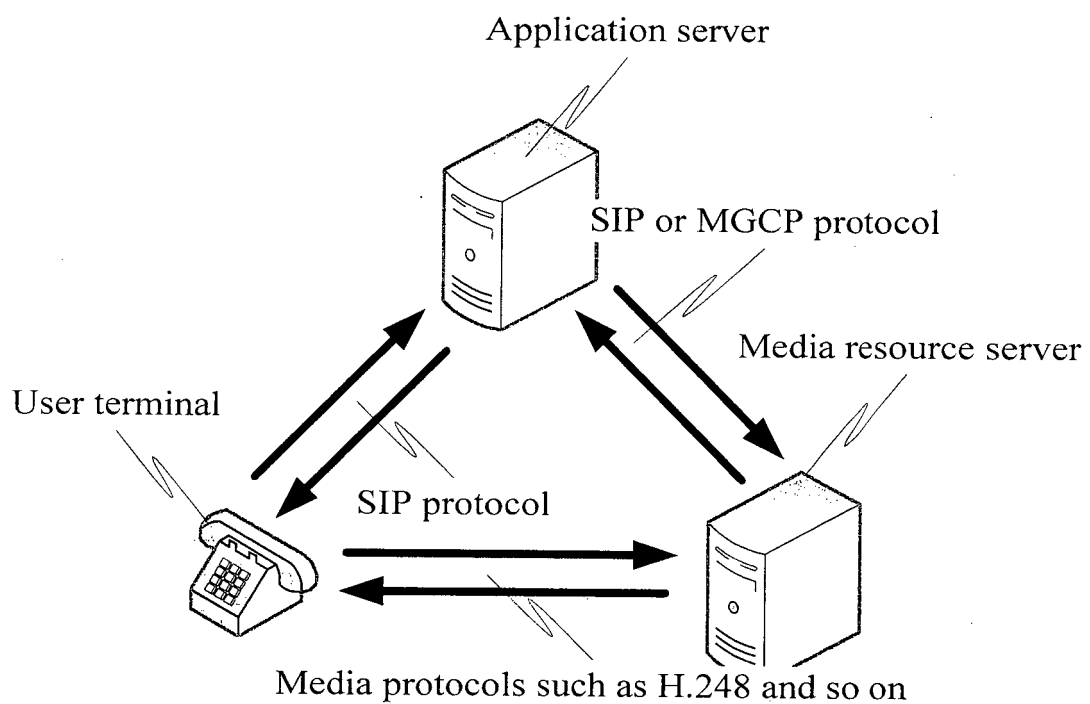 Application server
SIP or MGCP protocol
Media resource server
User terminal
SIP protocol
Media protocols such as H.248 and so on